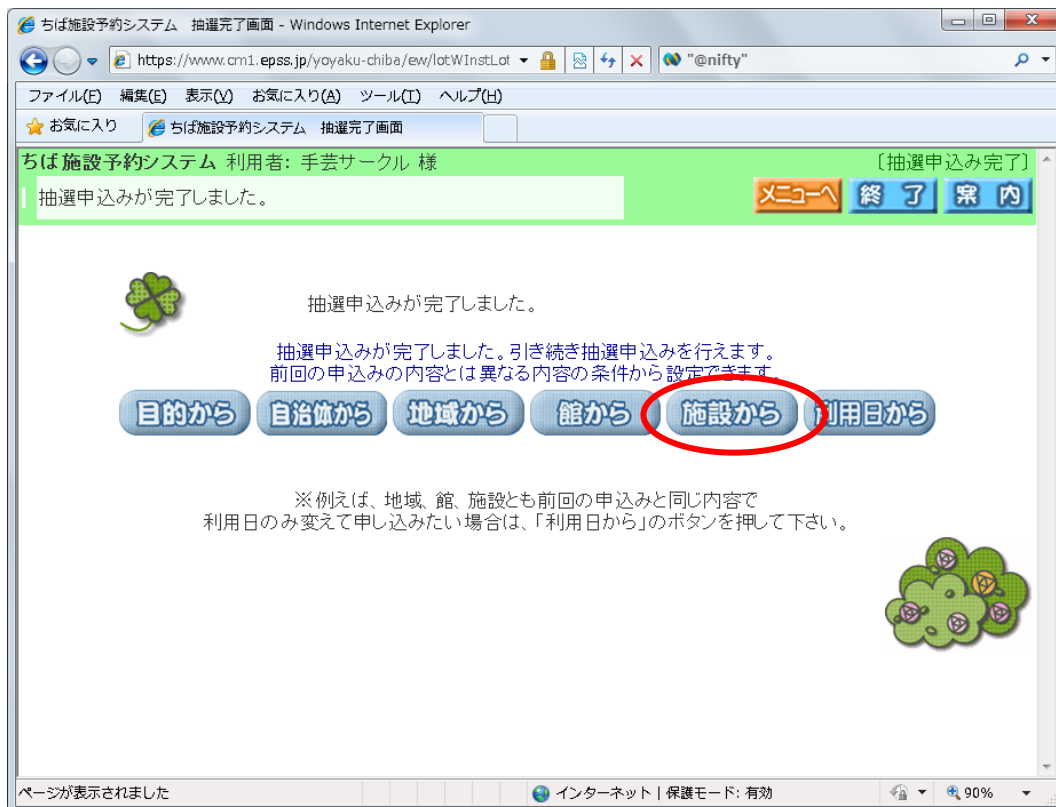 ちば施設予約システム　抽選完了画面 - Windows Internet Explorer
https://www.cm1.epss.jp/yoyaku-chiba/ew/lotWInstLot
"@nifty"
ファイル(F) 編集(E) 表示(V) お気に入り(A) ツール(T) ヘルプ(H)
お気に入り
ちば施設予約システム　抽選完了画面
ちば施設予約システム 利用者: 手芸サークル 様
〔抽選申込み完了〕
抽選申込みが完了しました。
メニューへ 終 了 案 内
抽選申込みが完了しました。
抽選申込みが完了しました。引き続き抽選申込みを行えます。
前回の申込みの内容とは異なる内容の条件から設定できます。
目的から 自治体から 地域から 館から 施設から 利用日から
※例えば、地域、館、施設とも前回の申込みと同じ内容で
利用日のみ変えて申し込みたい場合は、「利用日から」のボタンを押して下さい。
ページが表示されました
インターネット | 保護モード: 有効
90%